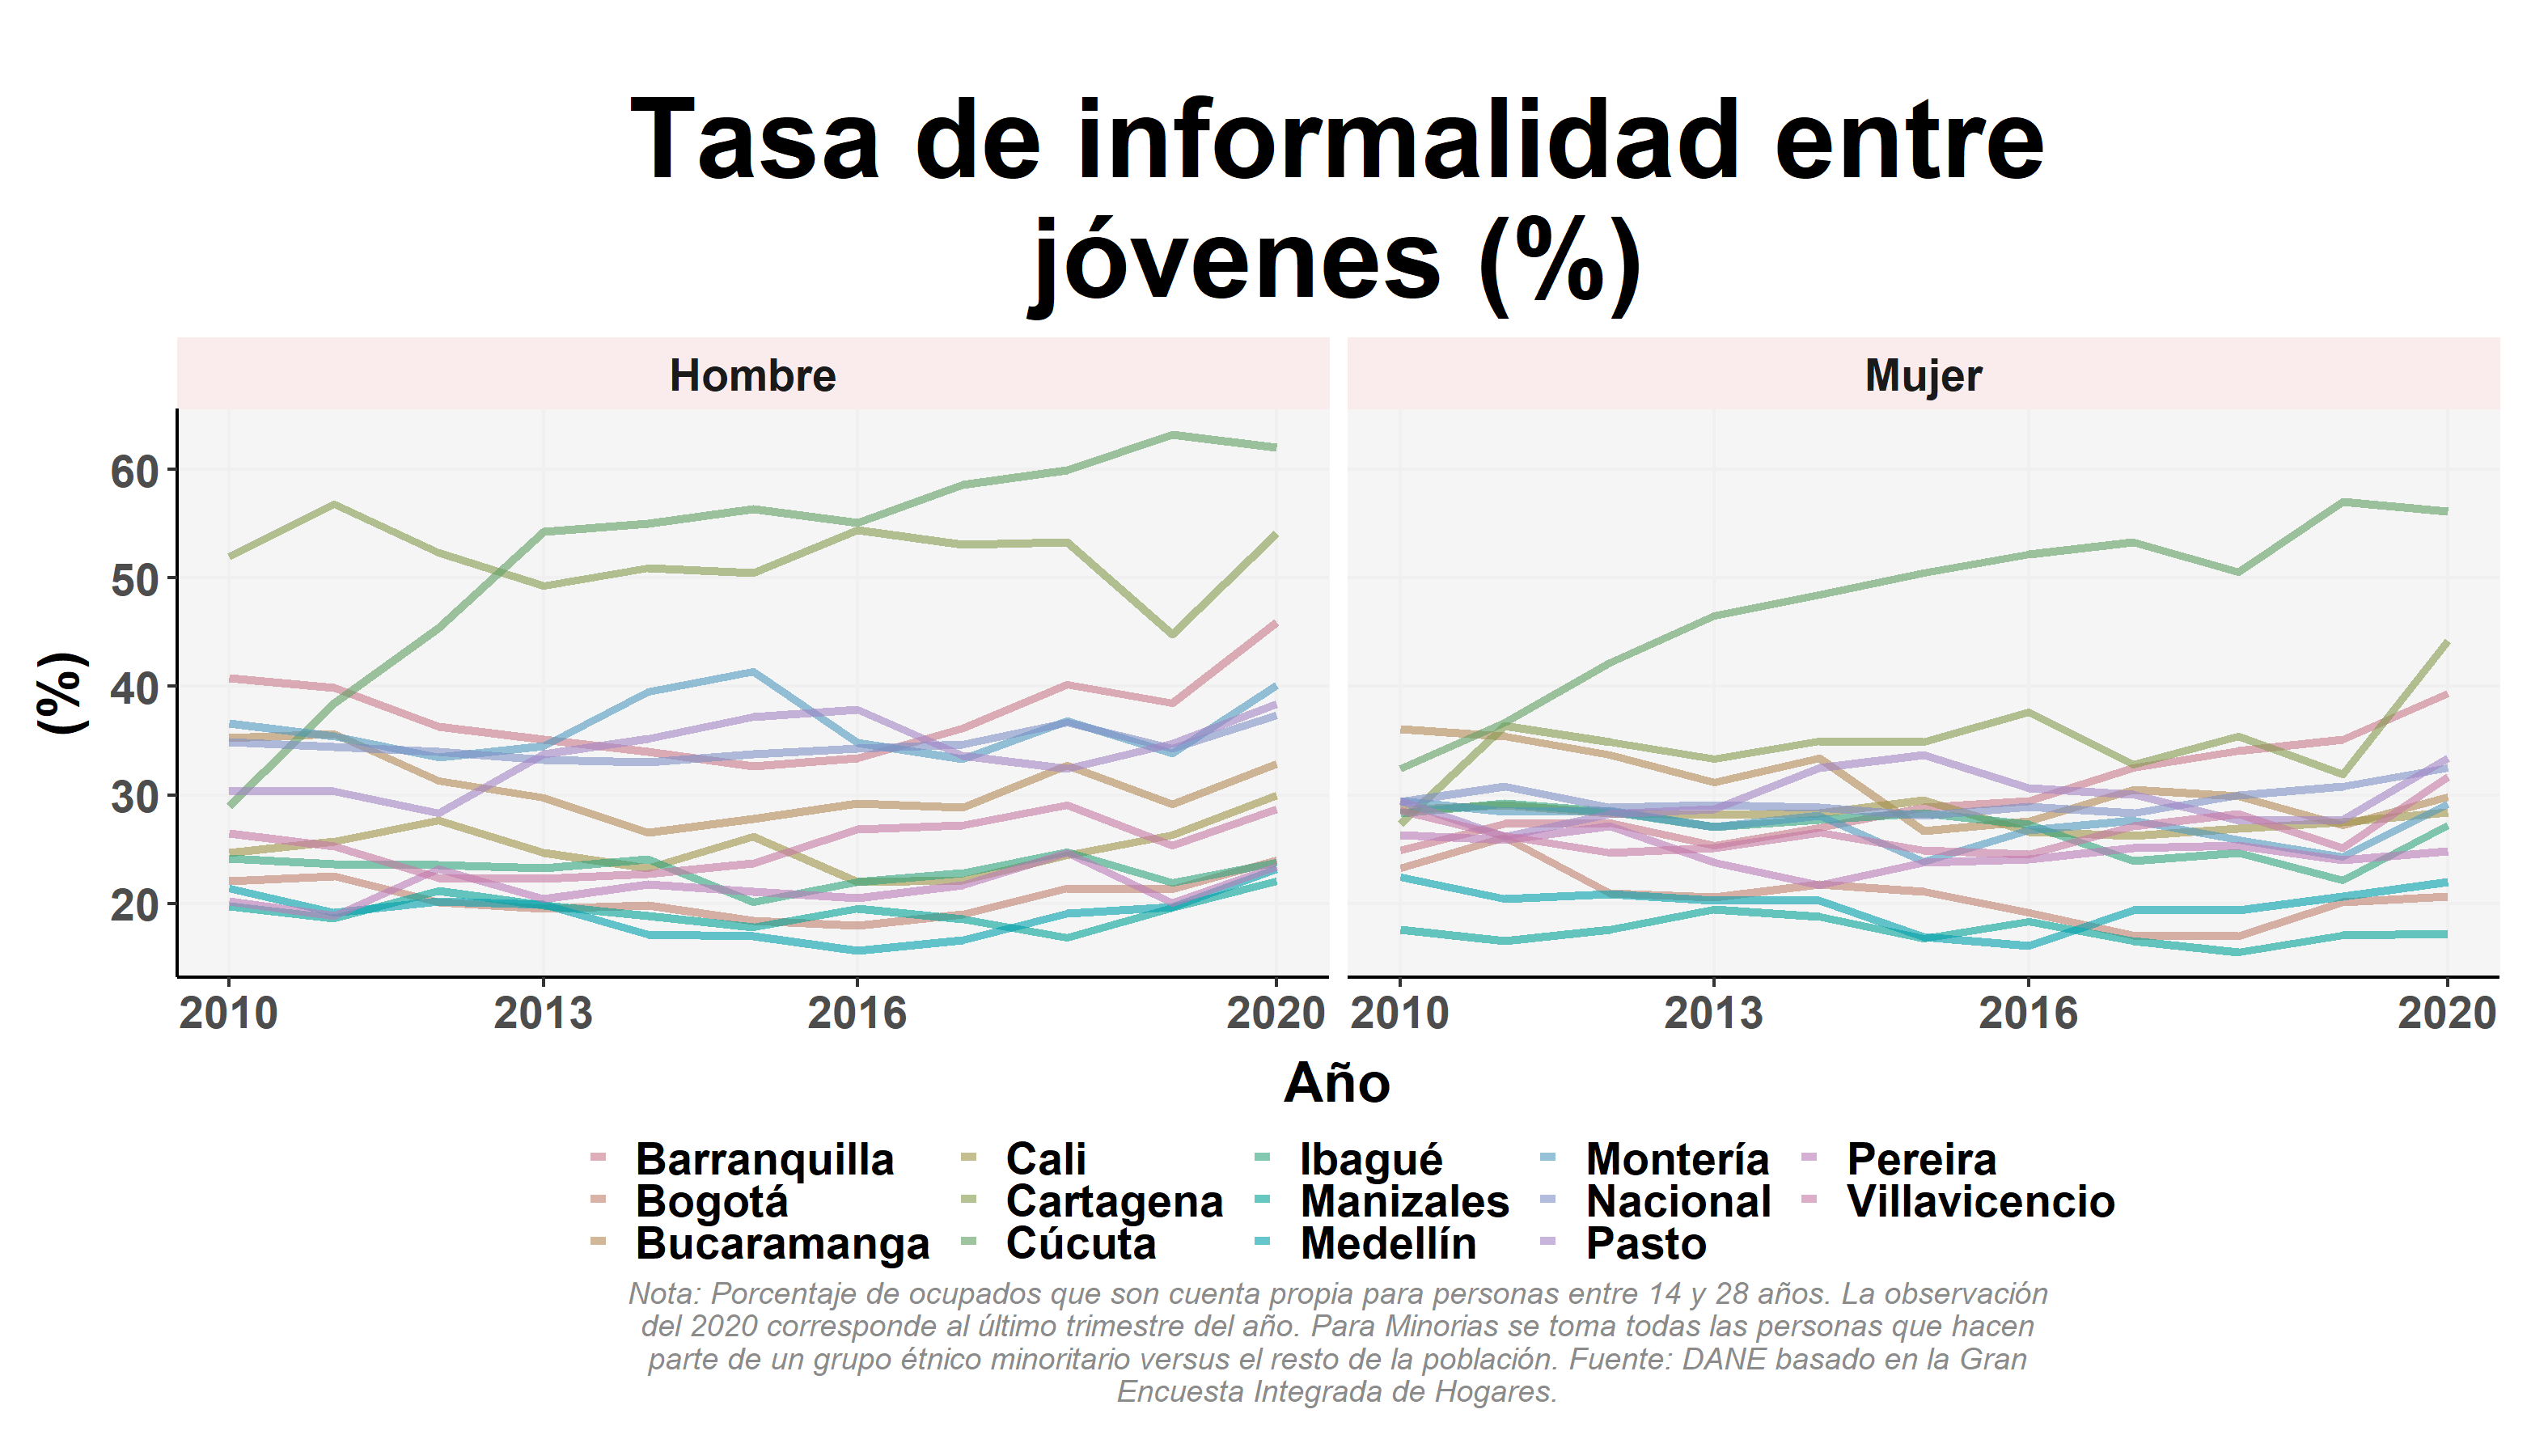 Tasa de informalidad entre
jóvenes (%)
Hombre
Mujer
60
50
40
30
20
(%)
2010 2013 2016 2020
2010 2013 2016 2020
Año
Barranquilla Cali Ibagué Montería Pereira
Bogotá Cartagena Manizales Nacional Villavicencio
Bucaramanga Cúcuta Medellín Pasto
Nota: Porcentaje de ocupados que son cuenta propia para personas entre 14 y 28 años. La observación
del 2020 corresponde al último trimestre del año. Para Minorias se toma todas las personas que hacen
parte de un grupo étnico minoritario versus el resto de la población. Fuente: DANE basado en la Gran
Encuesta Integrada de Hogares.